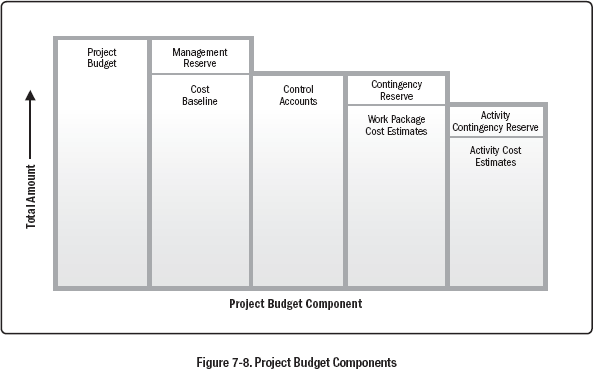 Project
Budget
Management
Reserve
Cost
Baseline
Control
Accounts
Contingency
Reserve
Work Package
Cost Estimates
Activity
Contingency Reserve
Activity Cost
Estimates
Total Amount
Project Budget Component
Figure 7-8. Project Budget Components